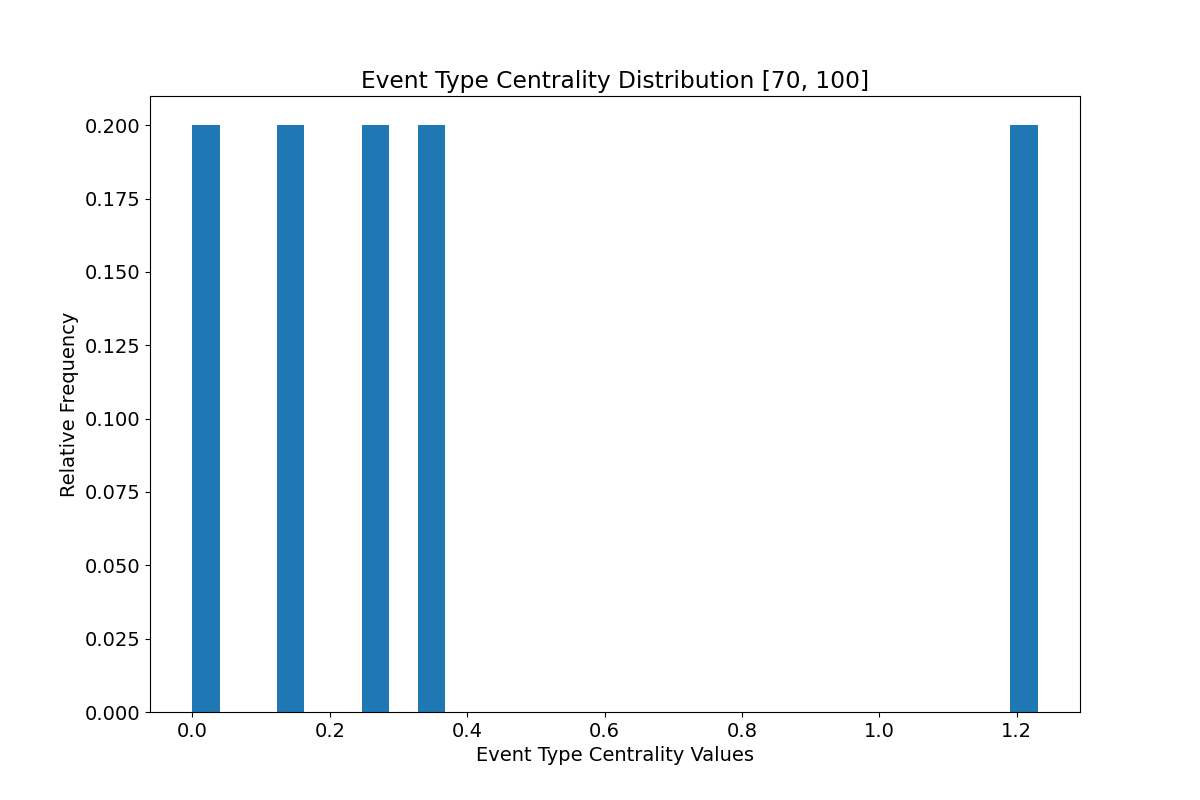 Event Type Centrality Distribution [70, 100]
0.200
0.175
0.150
0.125
0.100
0.075
0.050
0.025
0.000
Relative Frequency
0.0 0.2 0.4 0.6 0.8 1.0 1.2
Event Type Centrality Values